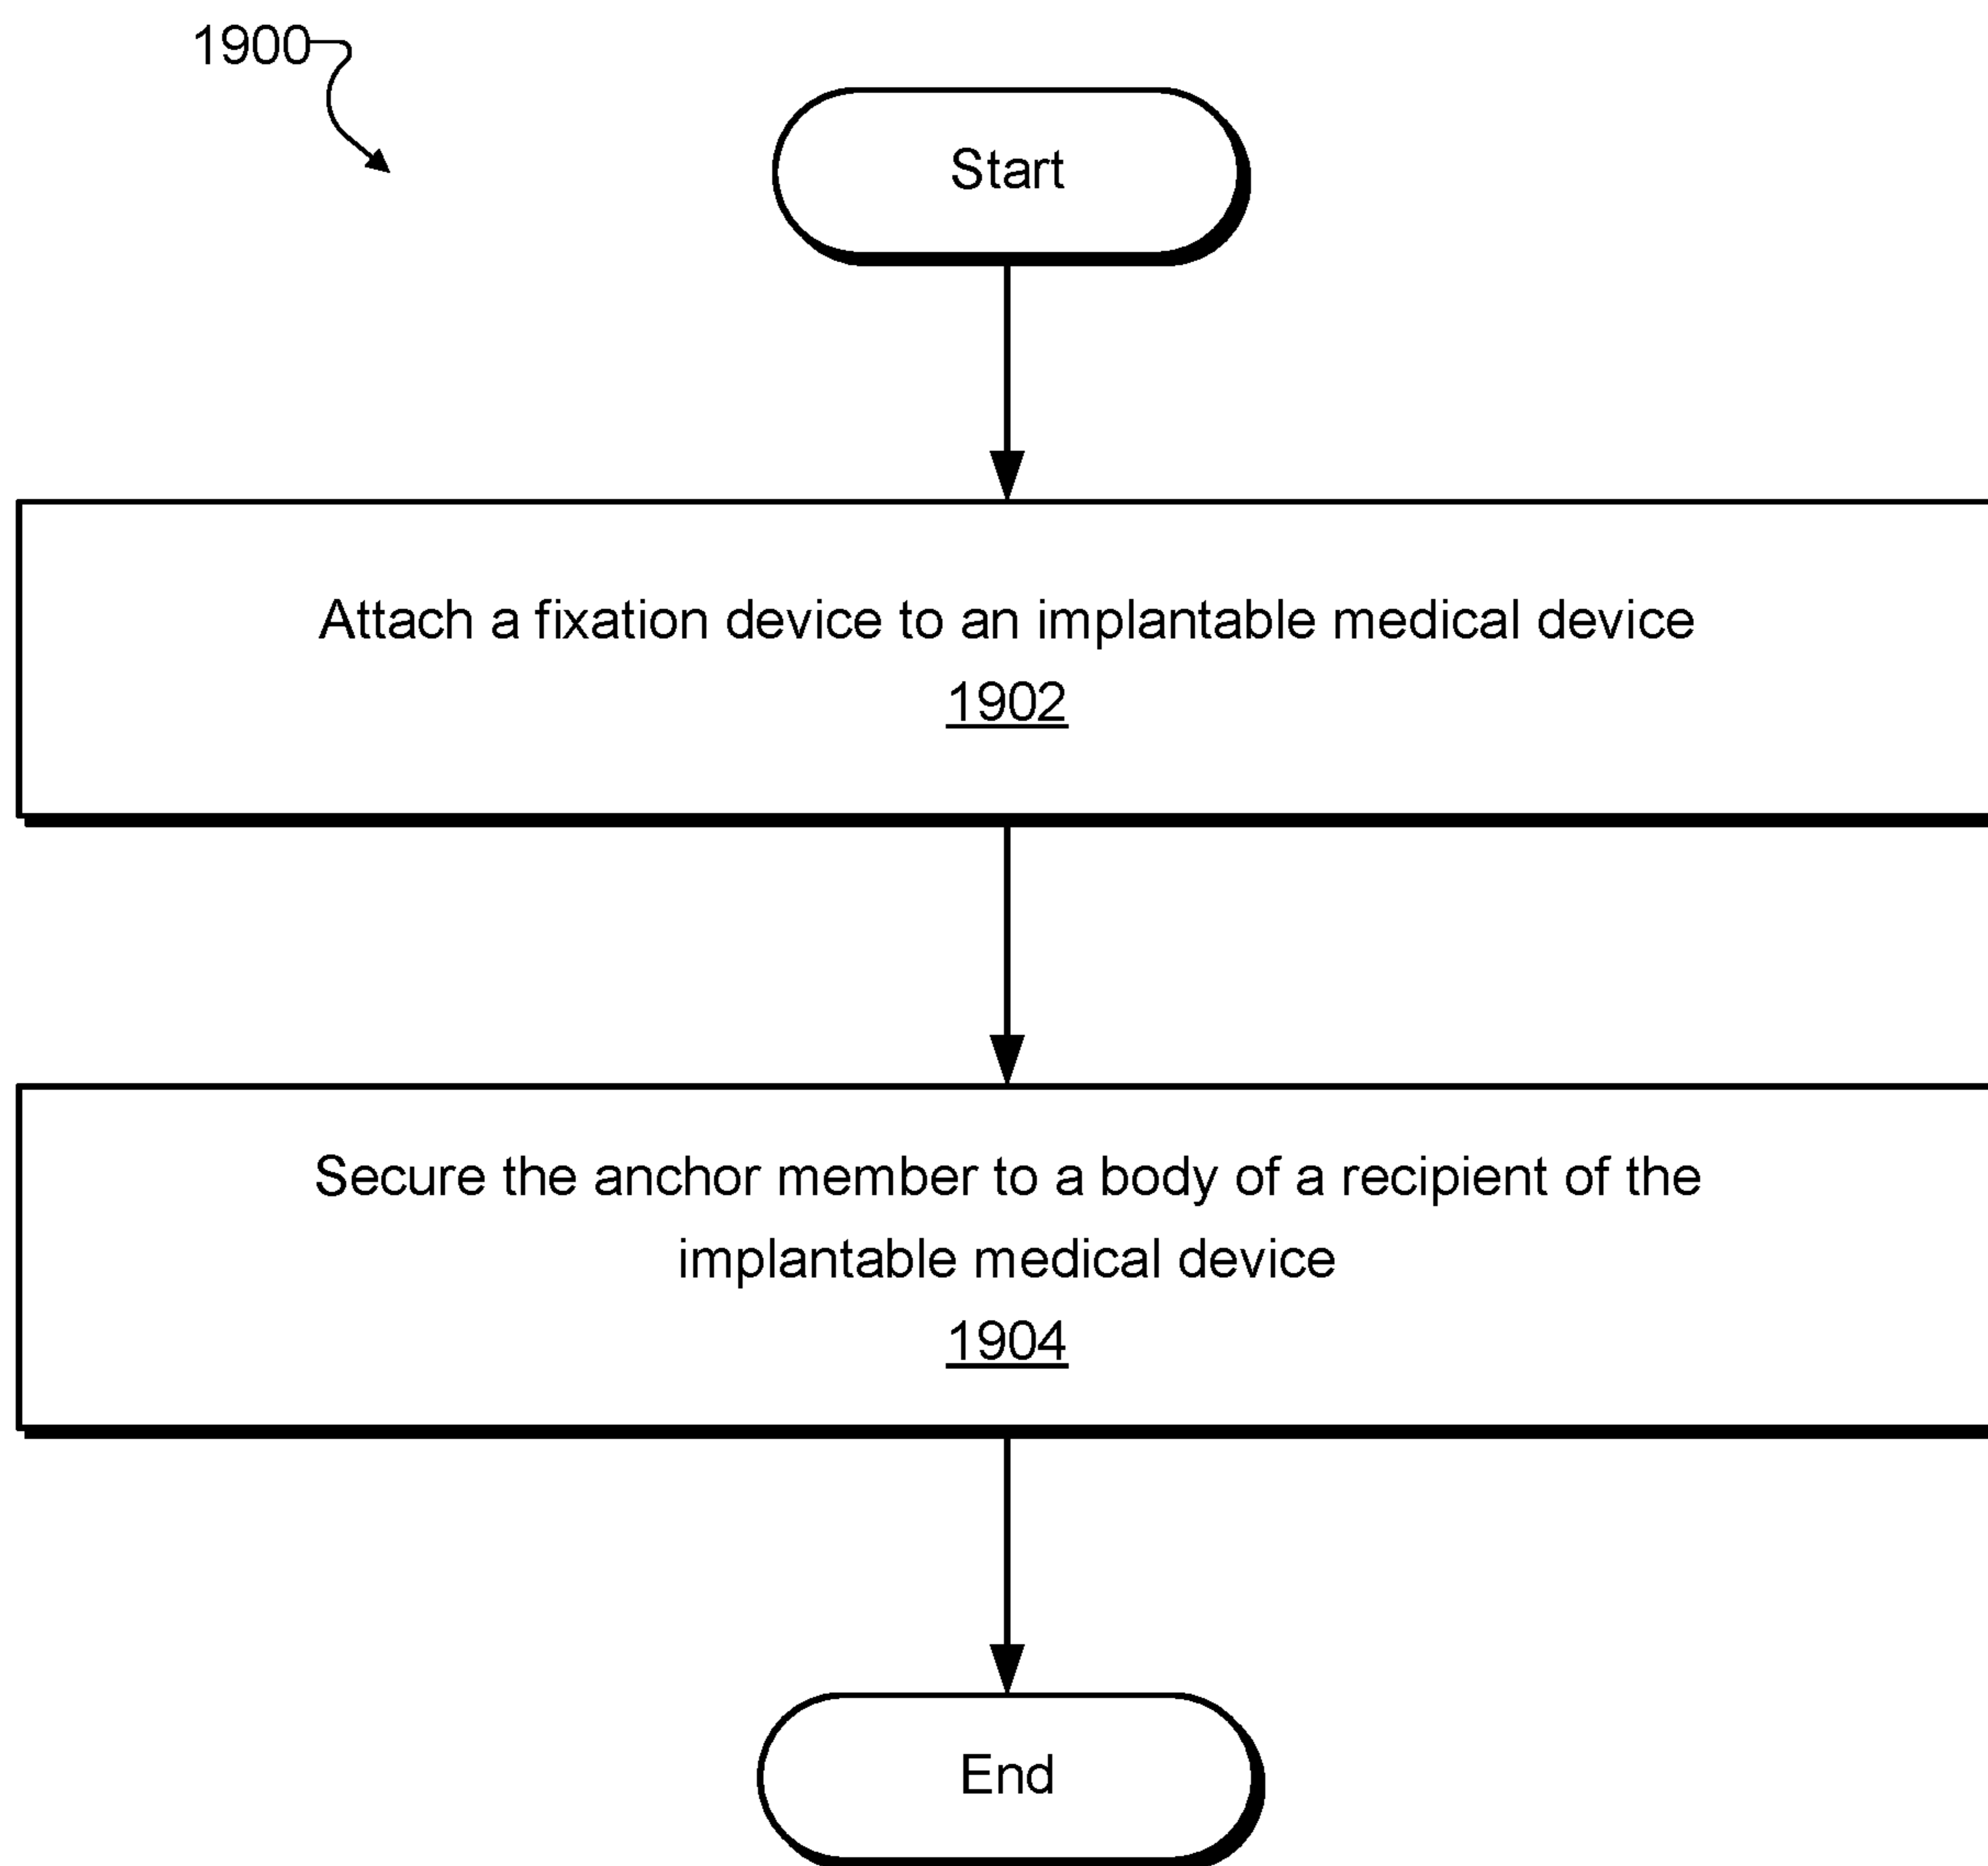 1900
Start
Attach a fixation device to an implantable medical device
1902
Secure the anchor member to a body of a recipient of the
implantable medical device
1904
End